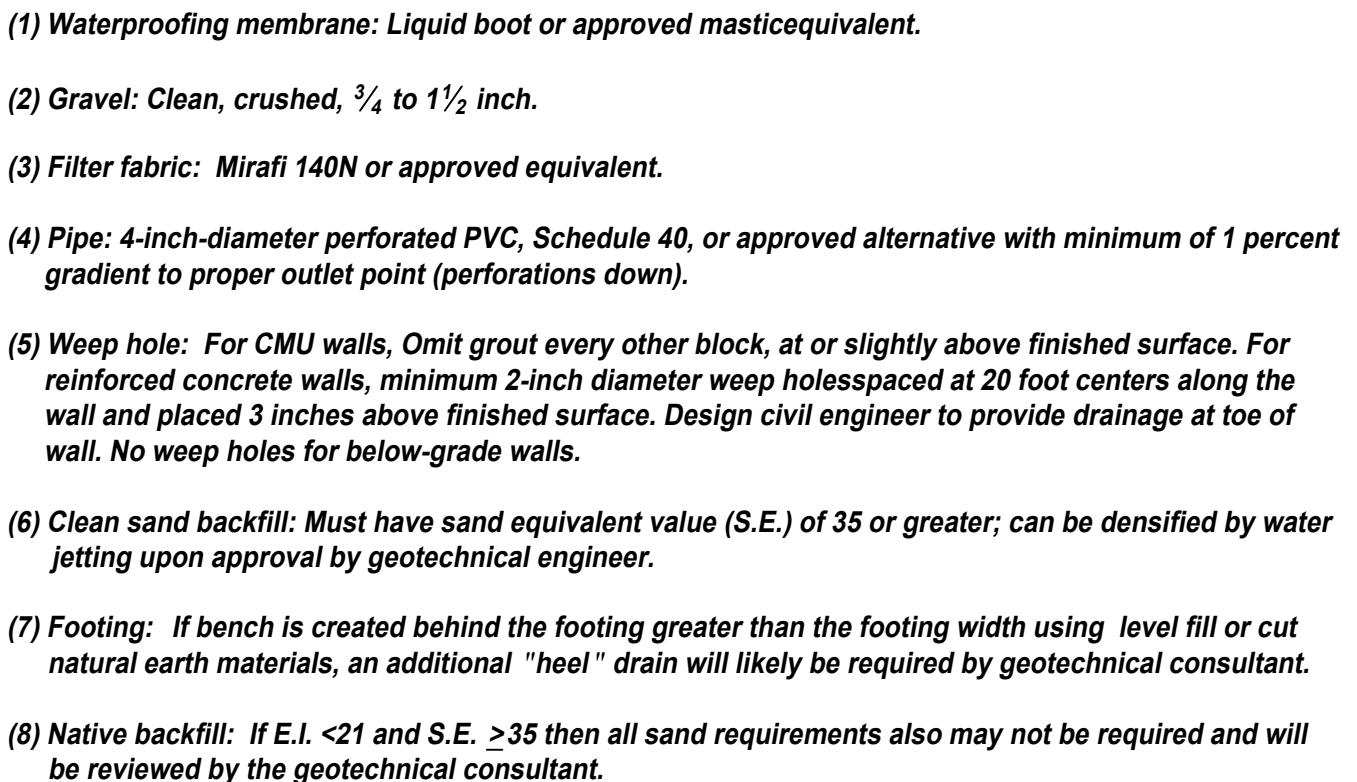 (1) Waterproofing membrane: Liquid boot or approved masticequivalent.
(2) Gravel: Clean, crushed, 3⁄4 to 11⁄2 inch.
(3) Filter fabric: Mirafi 140N or approved equivalent.
(4) Pipe: 4-inch-diameter perforated PVC, Schedule 40, or approved alternative with minimum of 1 percent
gradient to proper outlet point (perforations down).
(5) Weep hole: For CMU walls, Omit grout every other block, at or slightly above finished surface. For
reinforced concrete walls, minimum 2-inch diameter weep holesspaced at 20 foot centers along the
wall and placed 3 inches above finished surface. Design civil engineer to provide drainage at toe of
wall. No weep holes for below-grade walls.
(6) Clean sand backfill: Must have sand equivalent value (S.E.) of 35 or greater; can be densified by water
jetting upon approval by geotechnical engineer.
(7) Footing: If bench is created behind the footing greater than the footing width using level fill or cut
natural earth materials, an additional "heel" drain will likely be required by geotechnical consultant.
(8) Native backfill: If E.I. <21 and S.E. ≥35 then all sand requirements also may not be required and will
be reviewed by the geotechnical consultant.